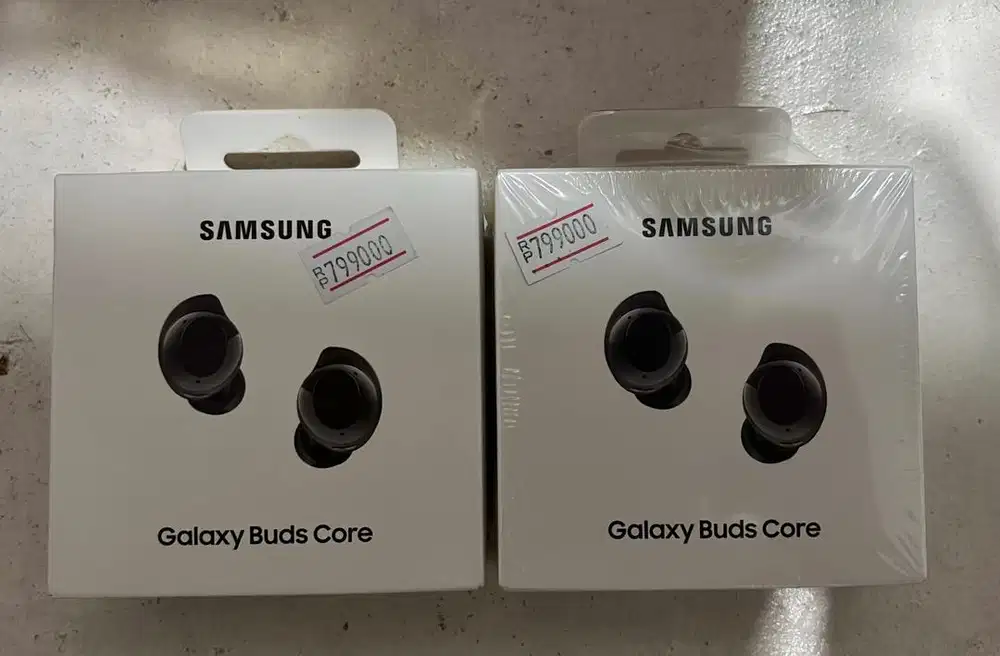 SAMSUNG
RP799000
Galaxy Buds Core
RP799000
SAMSUNG
Galaxy Buds Core